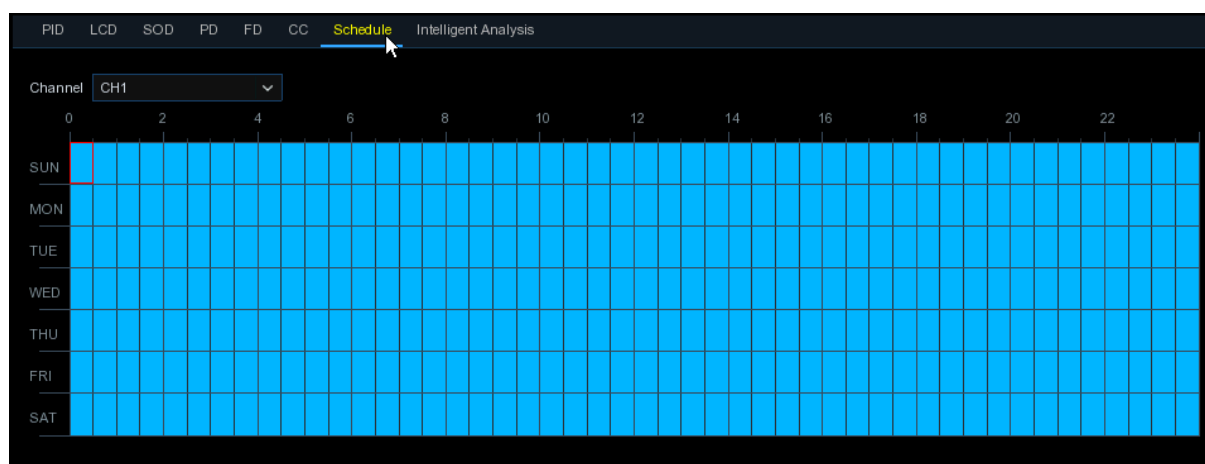 PID LCD SOD PD FD CC Schedule Intelligent Analysis
Channel CH1
0 2 4 6 8 10 12 14 16 18 20 22
SUN
MON
TUE
WED
THU
FRI
SAT